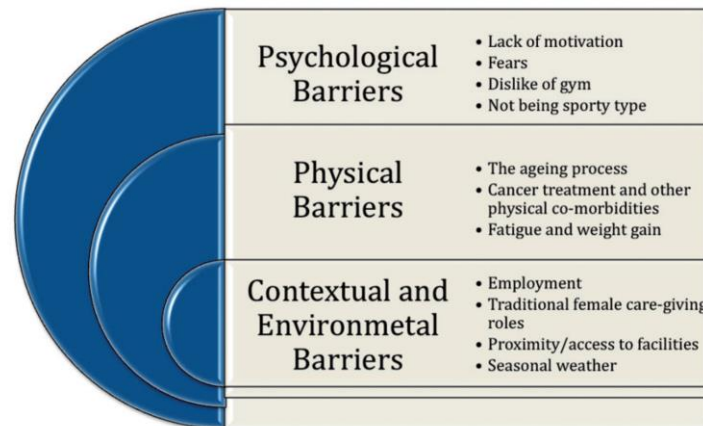 Psychological
Barriers
• Lack of motivation
• Fears
• Dislike of gym
• Not being sporty type
Physical
Barriers
• The ageing process
• Cancer treatment and other
physical co-morbidities
• Fatigue and weight gain
Contextual and
Environmetal
Barriers
• Employment
• Traditional female care-giving
roles
• Proximity/access to facilities
• Seasonal weather